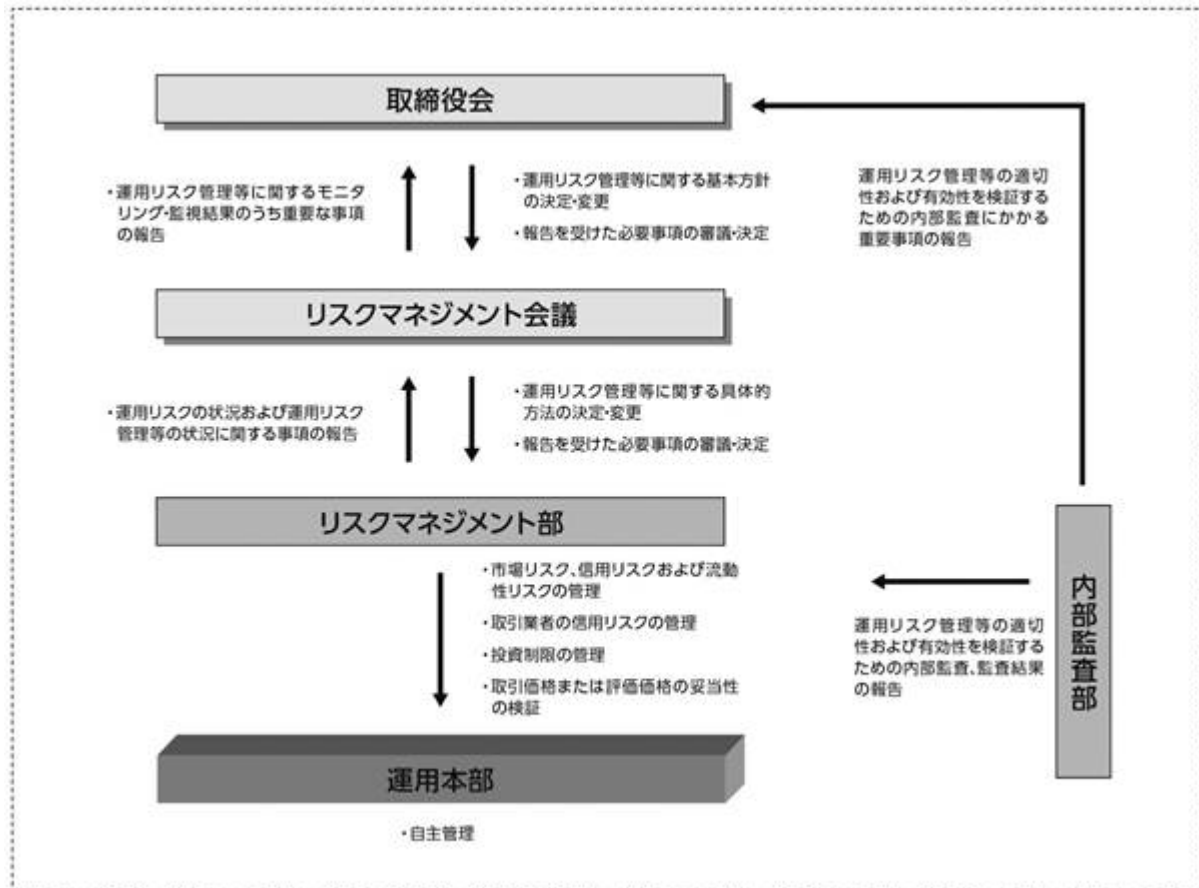 取締役会
・運用リスク管理等に関するモニタ
リング・監視結果のうち重要な事項
の報告
・運用リスク管理等に関する基本方針
の決定・変更
・報告を受けた必要事項の審議・決定
運用リスク管理等の適切
性および有効性を検証する
ための内部監査にかかる
重要事項の報告
リスクマネジメント会議
・運用リスクの状況および運用リスク
管理等の状況に関する事項の報告
・運用リスク管理等に関する具体的
方法の決定・変更
・報告を受けた必要事項の審議・決定
リスクマネジメント部
・市場リスク、信用リスクおよび流動
性リスクの管理
・取引業者の信用リスクの管理
・投資制限の管理
・取引価格または評価価格の妥当性
の検証
運用リスク管理等の適切
性および有効性を検証する
ための内部監査、監査結果
の報告
内部監査部
運用本部
・自主管理